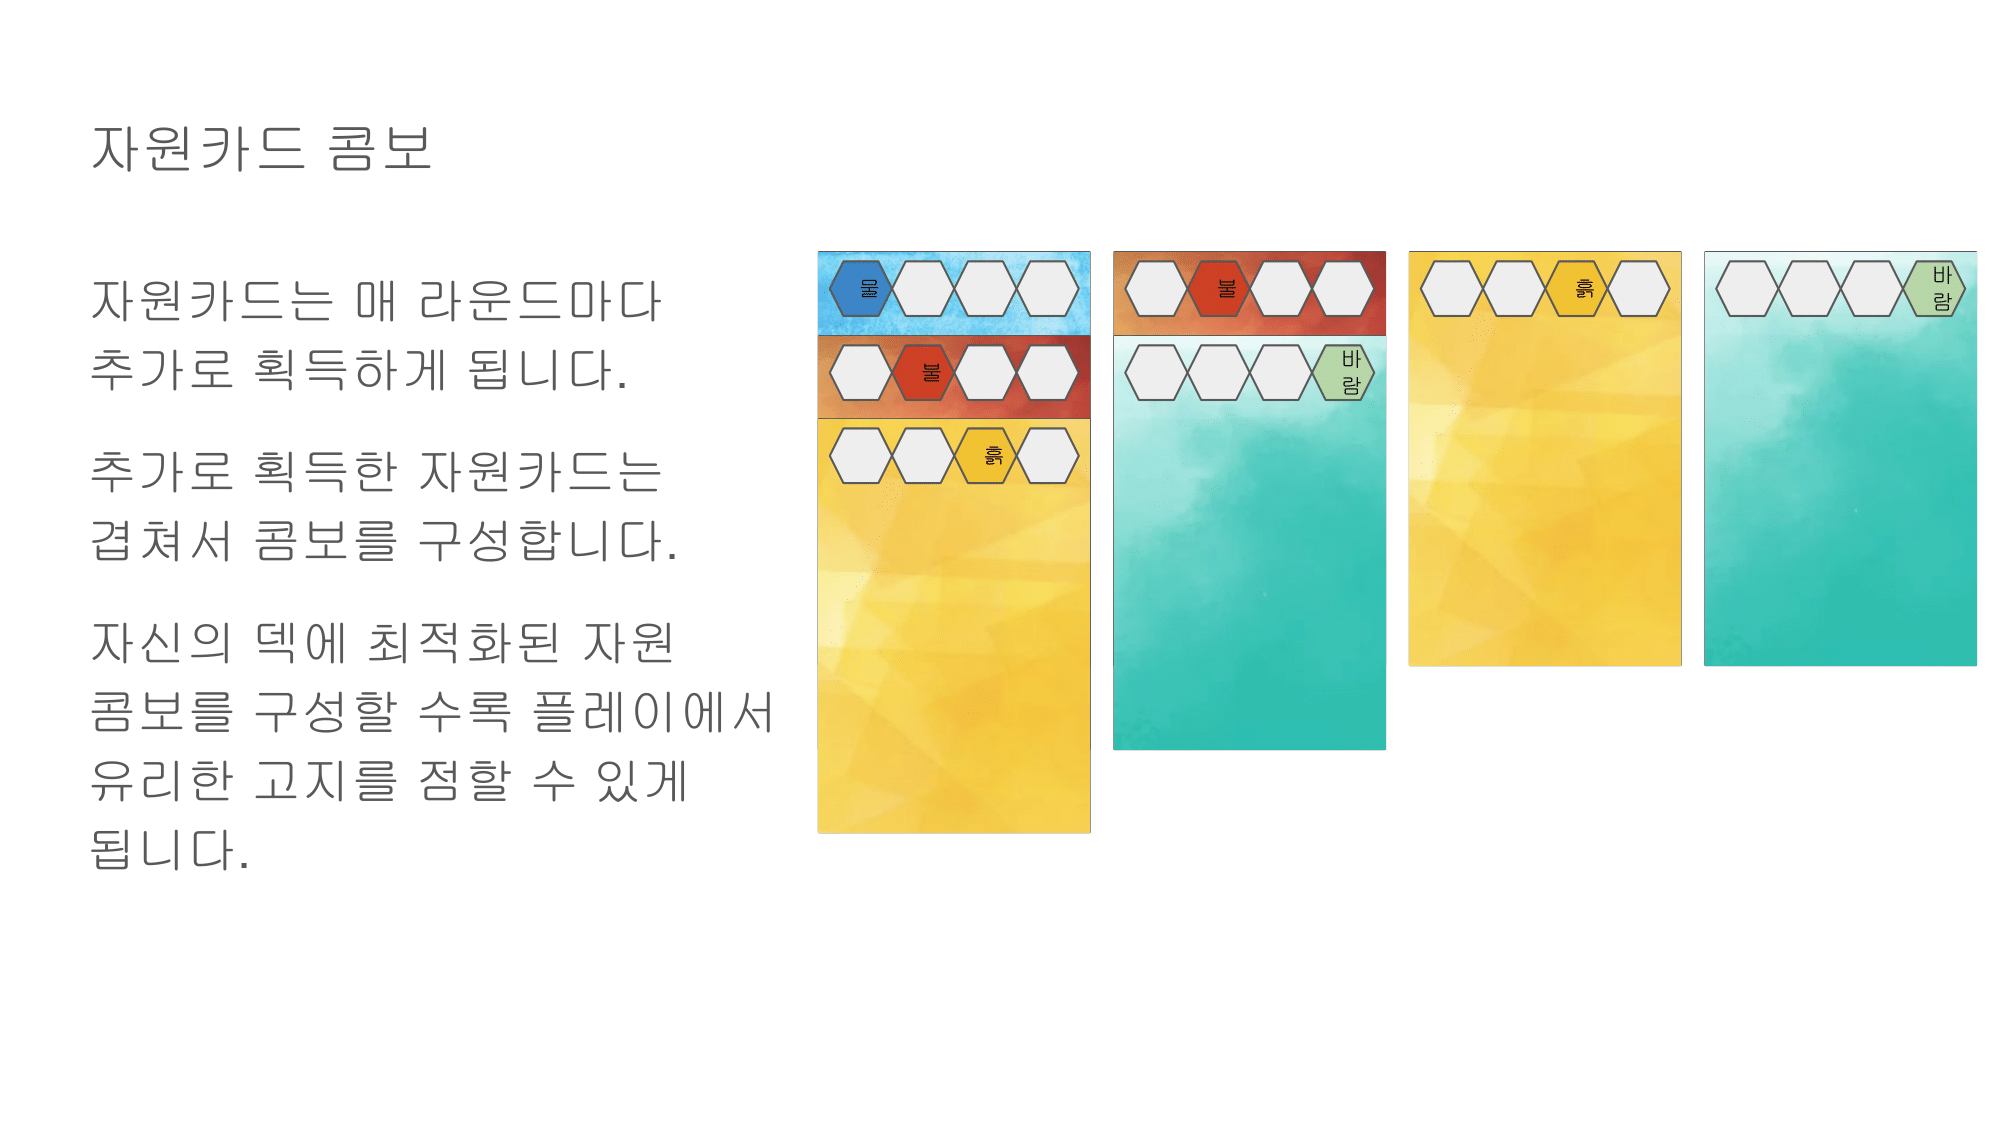 자원카드 콤보
자원카드는 매 라운드마다
추가로 획득하게 됩니다.
추가로 획득한 자원카드는
겹쳐서 콤보를 구성합니다.
자신의 덱에 최적화된 자원
콤보를 구성할 수록 플레이에서
유리한 고지를 점할 수 있게
됩니다.
물
불
흙
불
바
람
흙
바
람